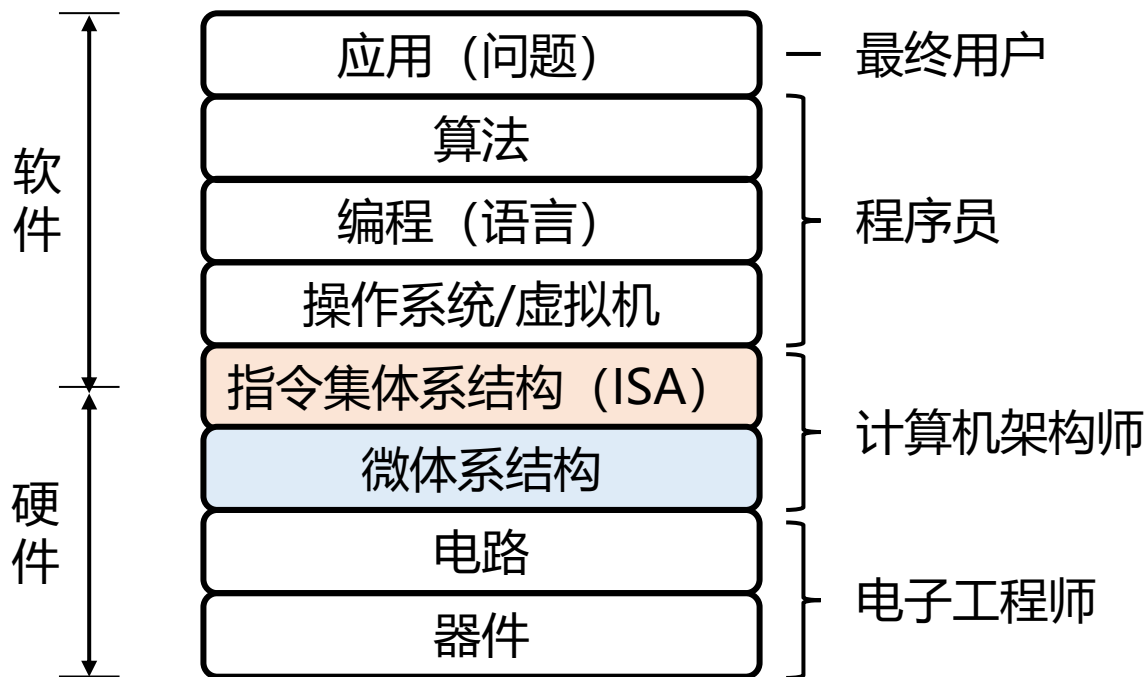 应用（问题）
最终用户
算法
软件
编程（语言）
程序员
操作系统/虚拟机
指令集体系结构（ISA）
计算机架构师
微体系结构
硬件
电路
电子工程师
器件